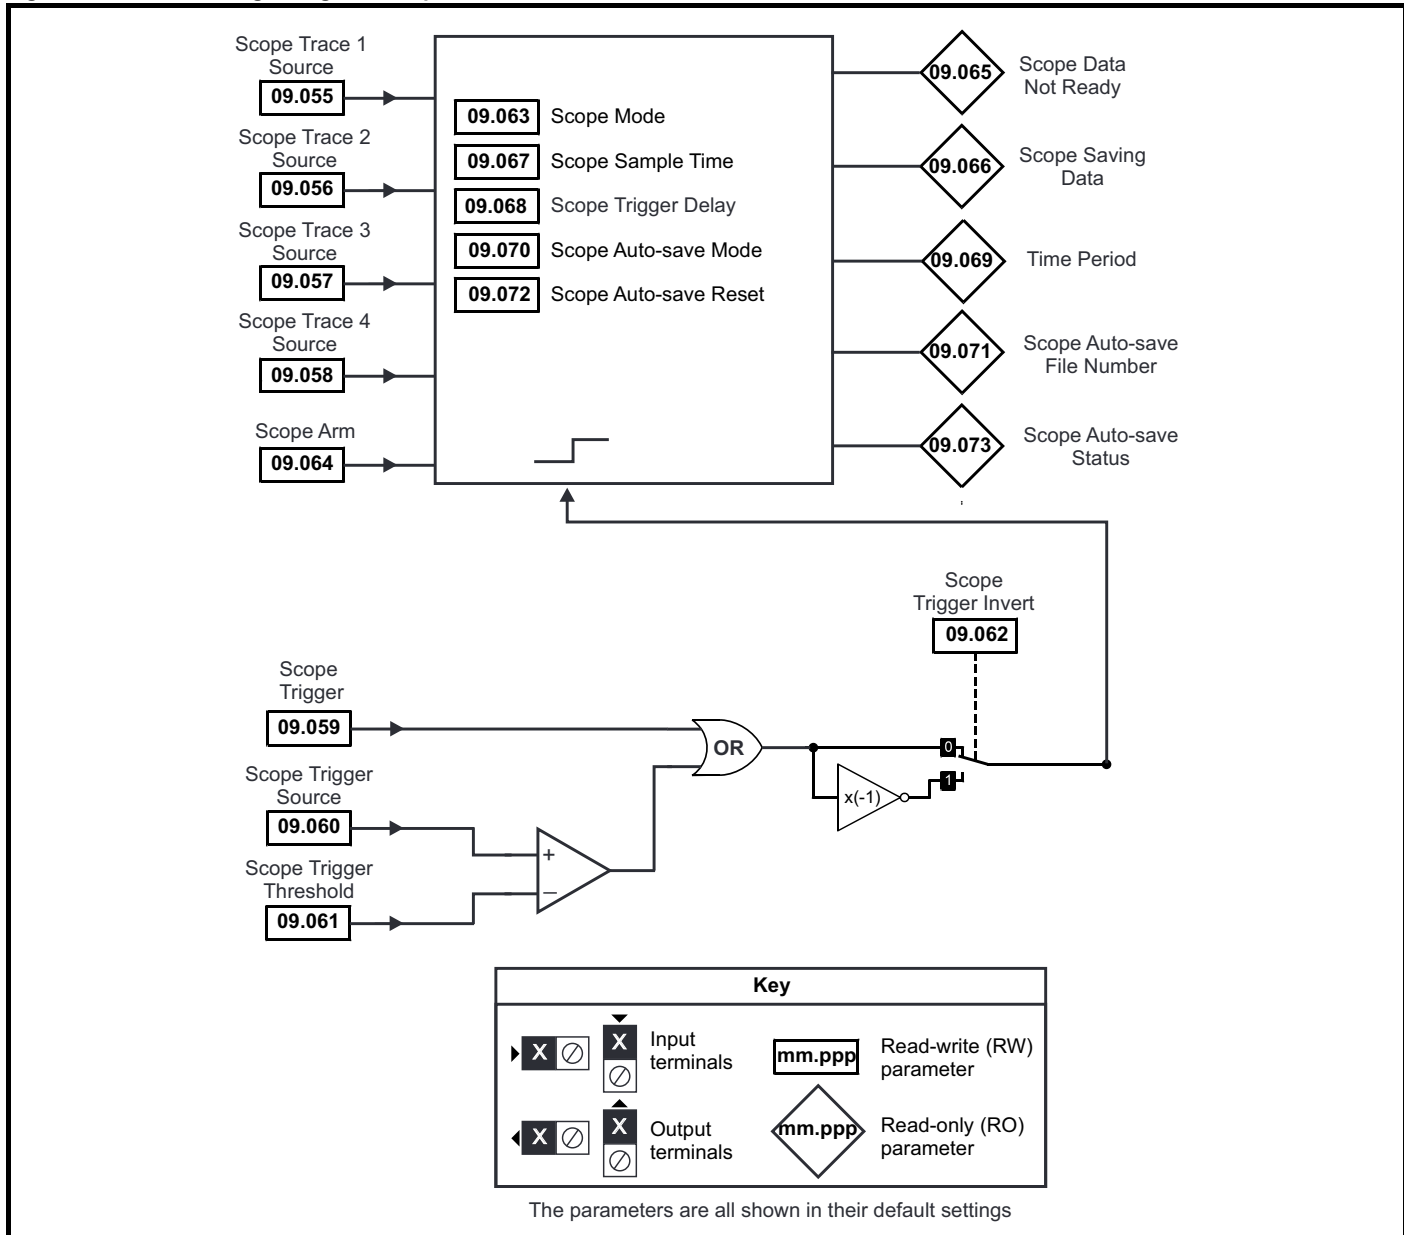 Scope Trace 1
Source
09.055
Scope Trace 2
Source
09.056
Scope Trace 3
Source
09.057
Scope Trace 4
Source
09.058
Scope Arm
09.064
09.063 Scope Mode
09.067 Scope Sample Time
09.068 Scope Trigger Delay
09.070 Scope Auto-save Mode
09.072 Scope Auto-save Reset
09.065
Scope Data
Not Ready
09.066
Scope Saving
Data
09.069
Time Period
09.071
Scope Auto-save
File Number
09.073
Scope Auto-save
Status
Scope
Trigger Invert
09.062
Scope
Trigger
09.059
Scope Trigger
Source
09.060
Scope Trigger
Threshold
09.061
+
−
OR
x(-1)
0
1
Key
X
X
Input
terminals
mm.ppp
Read-write (RW)
parameter
X
X
Output
terminals
mm.ppp
Read-only (RO)
parameter
The parameters are all shown in their default settings